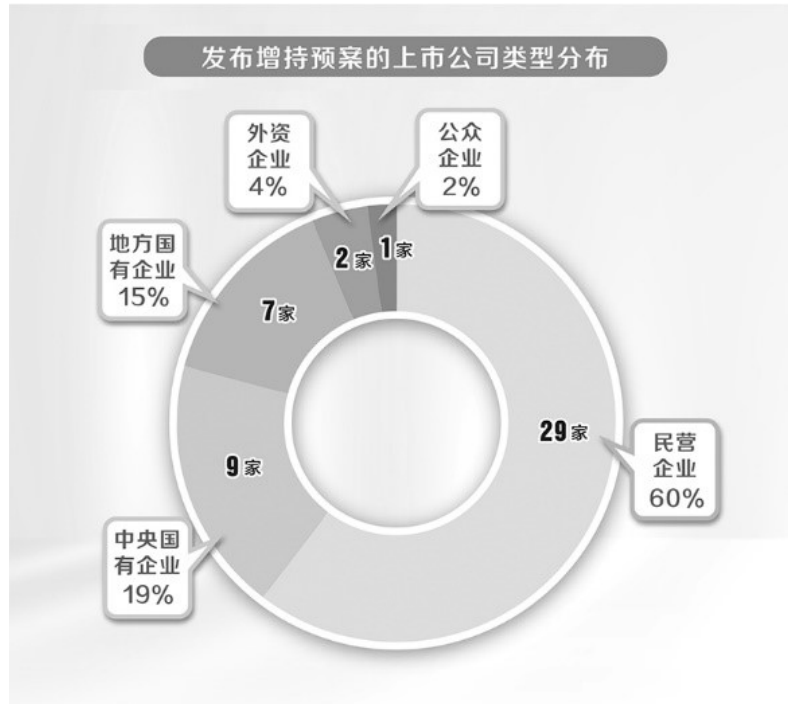 发布增持预案的上市公司类型分布
外资
企业
4%
公众
企业
2%
地方国
有企业
15%
2家
1家
7家
29家
民营
企业
60%
9家
中央国
有企业
19%